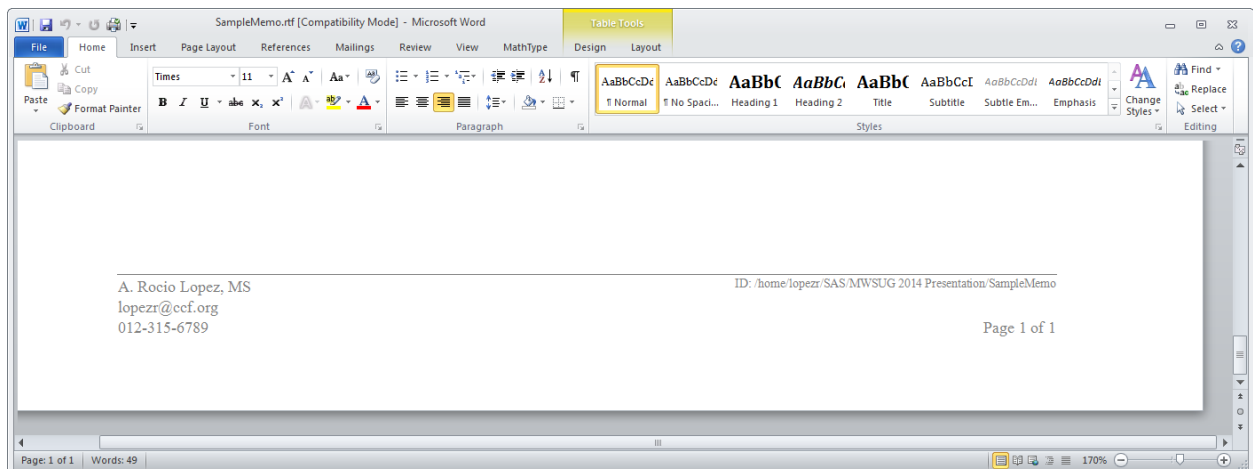 SampleMemo.rtf [Compatibility Mode] - Microsoft Word
Table Tools
File Home Insert Page Layout References Mailings Review View MathType Design Layout
Paste
Cut
Copy
Format Painter
Clipboard
Times 11
Font
Paragraph
AaBbCcDc AaBbCcDc AaBbC AaBbC AaBbC AaBbCcI AaBbCcDdI AaBbCcDdI
¶ Normal ¶ No Spaci... Heading 1 Heading 2 Title Subtitle Subtle Em... Emphasis
Change Styles
Styles
Find
Replace
Select
Editing
A. Rocio Lopez, MS
ID: /home/lopezr/SAS/MWSUG 2014 Presentation/SampleMemo
lopezr@ccf.org
012-315-6789
Page 1 of 1
Page: 1 of 1 Words: 49
170%